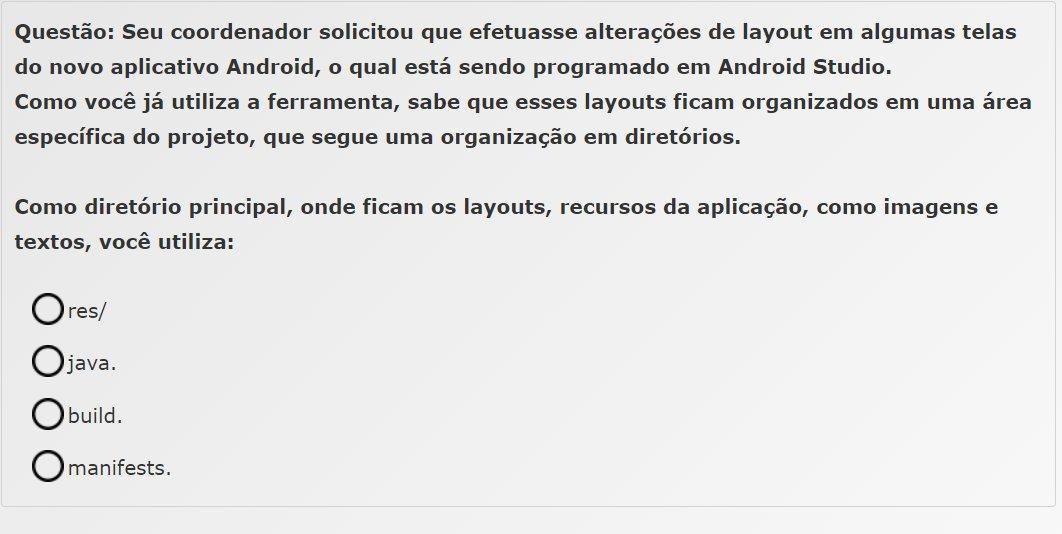 Questão: Seu coordenador solicitou que efetuasse alterações de layout em algumas telas
do novo aplicativo Android, o qual está sendo programado em Android Studio.
Como você já utiliza a ferramenta, sabe que esses layouts ficam organizados em uma área
específica do projeto, que segue uma organização em diretórios.
Como diretório principal, onde ficam os layouts, recursos da aplicação, como imagens e
textos, você utiliza:
res/
java.
build.
manifests.